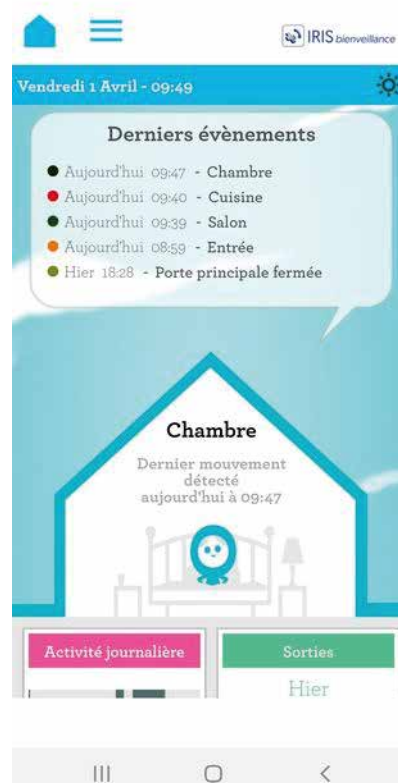 IRIS bienveillance
Vendredi 1 Avril - 09:49
Derniers évènements
Aujourd'hui 09:47 - Chambre
Aujourd'hui 09:40 - Cuisine
Aujourd'hui 09:39 - Salon
Aujourd'hui 08:59 - Entrée
Hier 18:28 - Porte principale fermée
Chambre
Dernier mouvement
détecté
aujourd'hui à 09:47
Activité journalière
Sorties
Hier